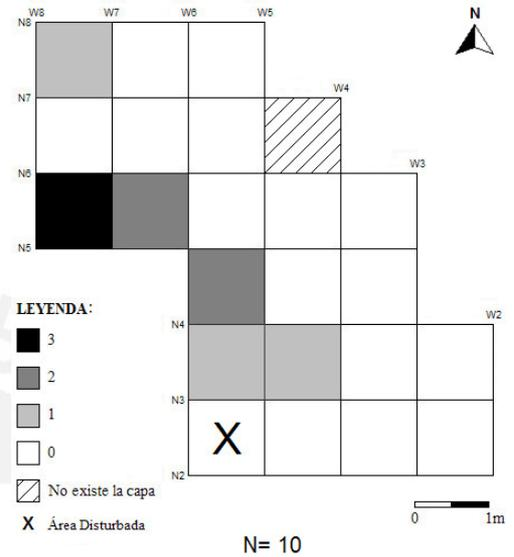 W8 W7 W6 W5
N
N8
W4
N7
W3
N6
N5
LEYENDA:
W2
3
N4
2
1
N3
0
X
N2
No existe la capa
X Área Disturbada
0 1m
N= 10